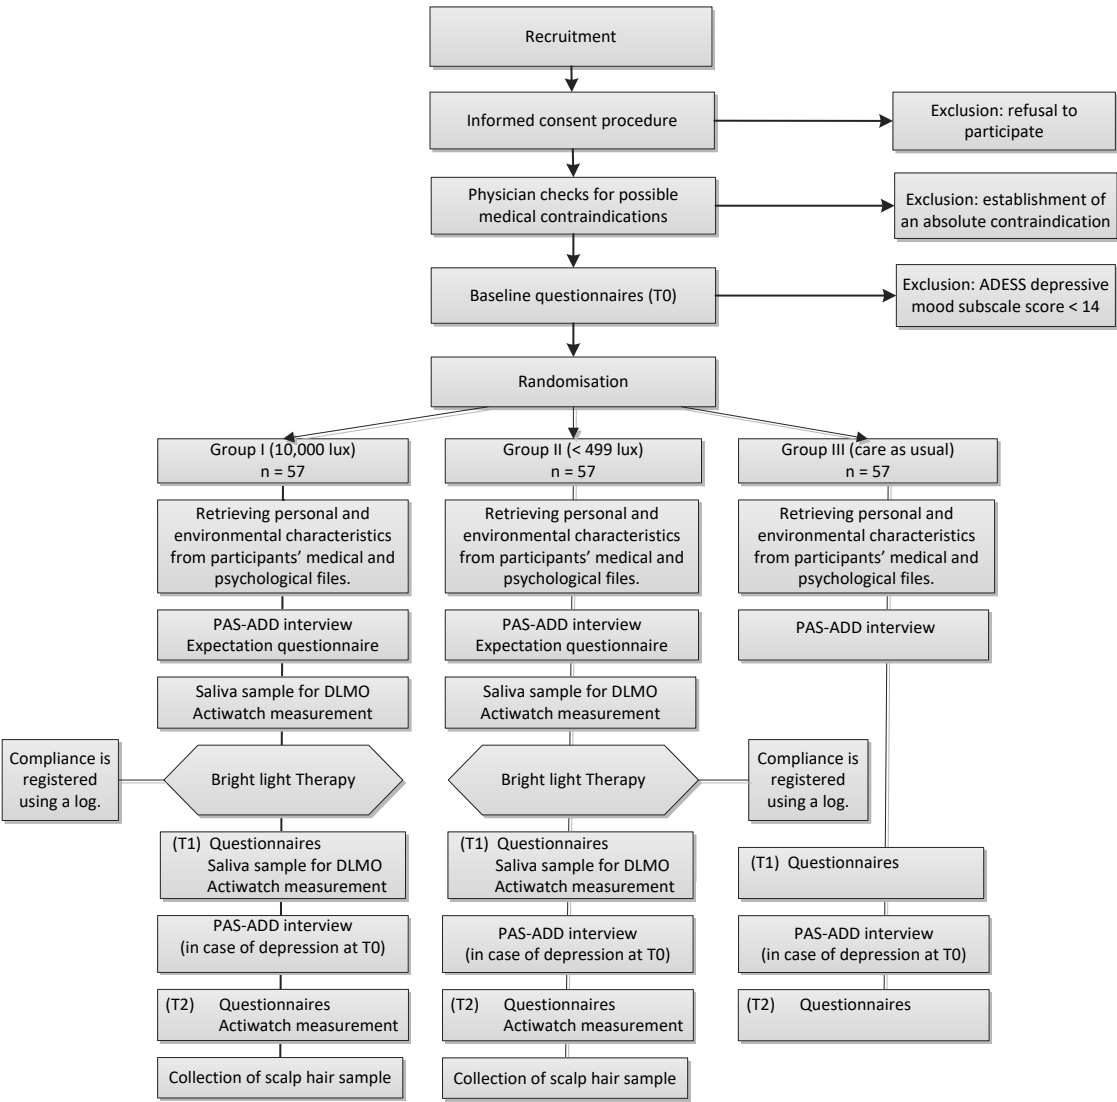 Recruitment
Informed consent procedure
Exclusion: refusal to
participate
Physician checks for possible
medical contraindications
Exclusion: establishment of
an absolute contraindication
Baseline questionnaires (T0)
Exclusion: ADESS depressive
mood subscale score < 14
Randomisation
Group I (10,000 lux)
n = 57
Group II (< 499 lux)
n = 57
Group III (care as usual)
n = 57
Retrieving personal and
environmental characteristics
from participants’ medical and
psychological files.
Retrieving personal and
environmental characteristics
from participants’ medical and
psychological files.
Retrieving personal and
environmental characteristics
from participants’ medical and
psychological files.
PAS-ADD interview
Expectation questionnaire
PAS-ADD interview
Expectation questionnaire
PAS-ADD interview
Saliva sample for DLMO
Actiwatch measurement
Saliva sample for DLMO
Actiwatch measurement
Compliance is
registered
using a log.
Bright light Therapy
Bright light Therapy
Compliance is
registered
using a log.
(T1) Questionnaires
Saliva sample for DLMO
Actiwatch measurement
(T1) Questionnaires
Saliva sample for DLMO
Actiwatch measurement
(T1) Questionnaires
PAS-ADD interview
(in case of depression at T0)
PAS-ADD interview
(in case of depression at T0)
PAS-ADD interview
(in case of depression at T0)
(T2) Questionnaires
Actiwatch measurement
(T2) Questionnaires
Actiwatch measurement
(T2) Questionnaires
Collection of scalp hair sample
Collection of scalp hair sample